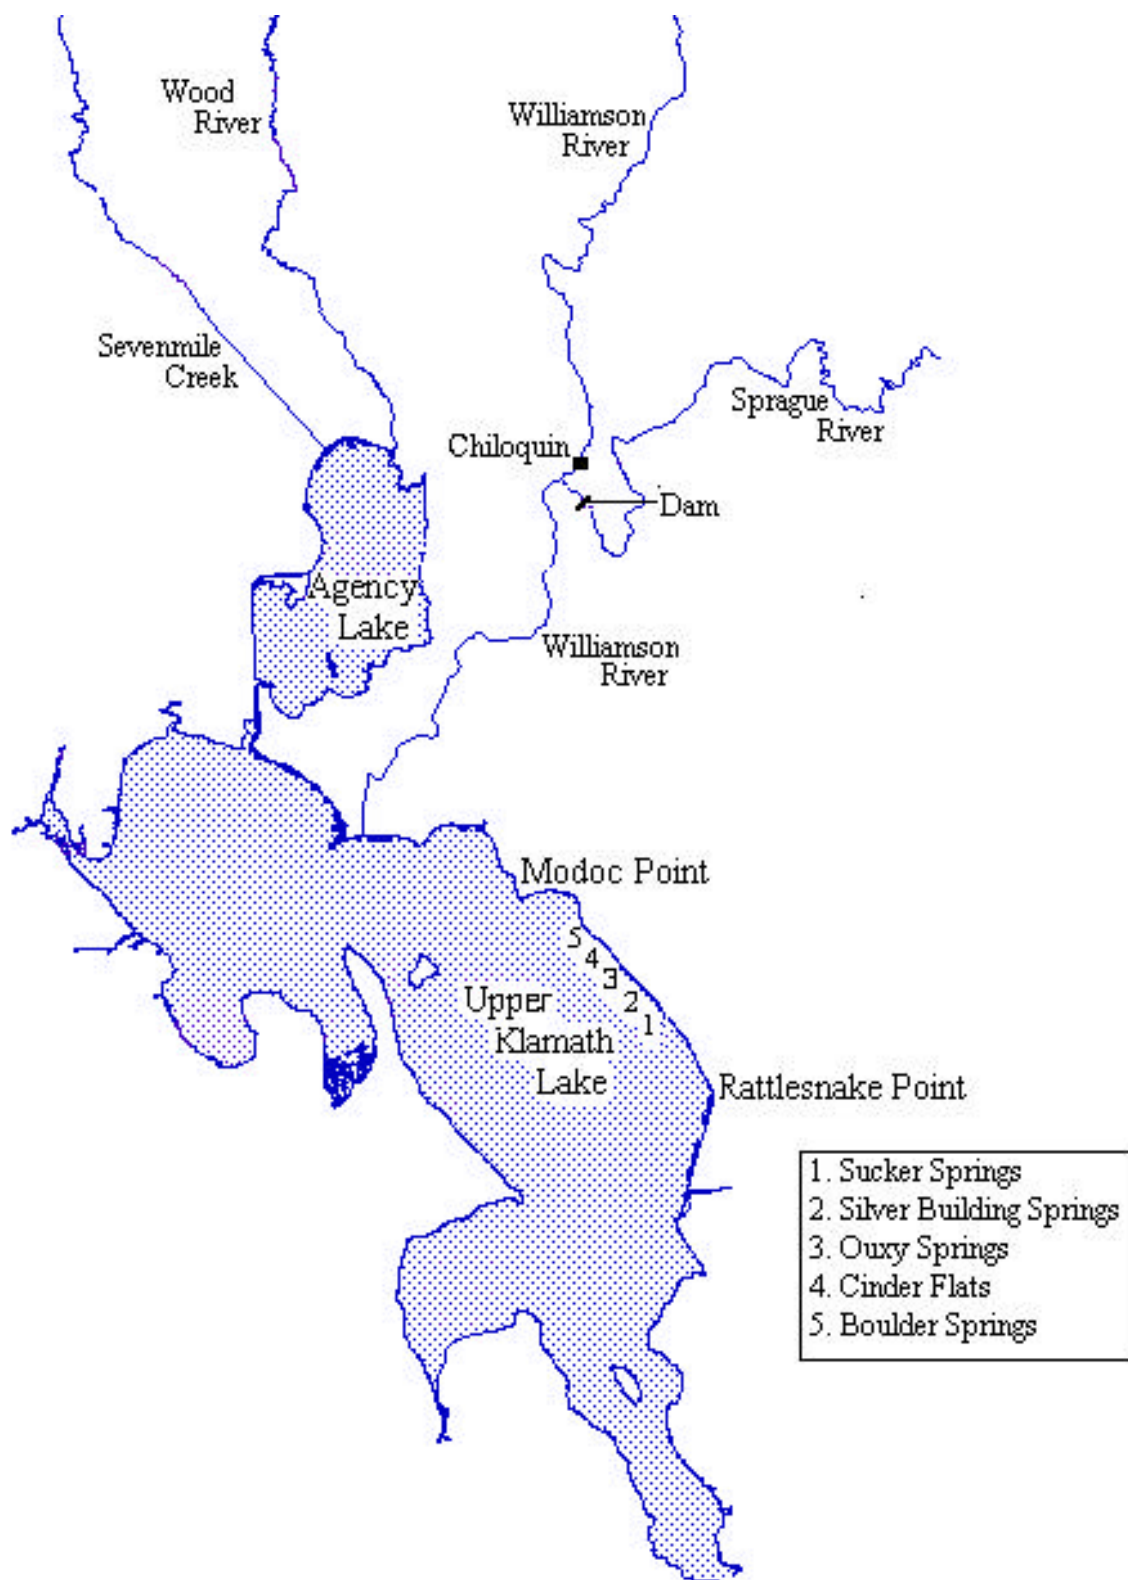 Wood
River
Williamson
River
Sevenmile
Creek
Sprague
River
Chiloquin
Dam
Agency
Lake
Williamson
River
Modoc Point
5
4
3
2
1
Upper
Klamath
Lake
Rattlesnake Point
1. Sucker Springs
2. Silver Building Springs
3. Ouxy Springs
4. Cinder Flats
5. Boulder Springs